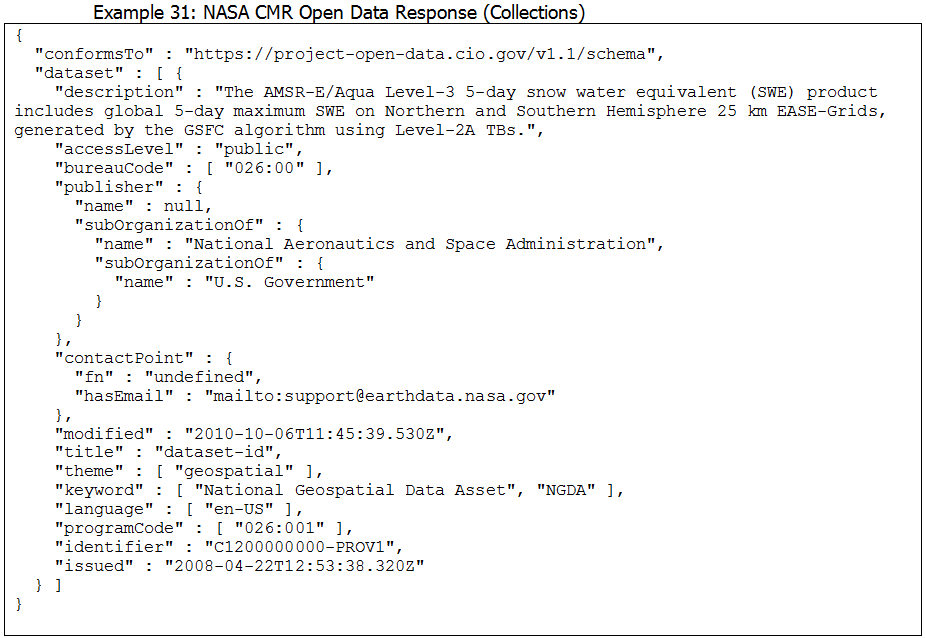 Example 31: NASA CMR Open Data Response (Collections)
{
  "conformsTo" : "https://project-open-data.cio.gov/v1.1/schema",
  "dataset" : [ {
    "description" : "The AMSR-E/Aqua Level-3 5-day snow water equivalent (SWE) product
includes global 5-day maximum SWE on Northern and Southern Hemisphere 25 km EASE-Grids,
generated by the GSFC algorithm using Level-2A TBs.",
    "accessLevel" : "public",
    "bureauCode" : [ "026:00" ],
    "publisher" : {
      "name" : null,
      "subOrganizationOf" : {
        "name" : "National Aeronautics and Space Administration",
        "subOrganizationOf" : {
          "name" : "U.S. Government"
        }
      }
    },
    "contactPoint" : {
      "fn" : "undefined",
      "hasEmail" : "mailto:support@earthdata.nasa.gov"
    },
    "modified" : "2010-10-06T11:45:39.530Z",
    "title" : "dataset-id",
    "theme" : [ "geospatial" ],
    "keyword" : [ "National Geospatial Data Asset", "NGDA" ],
    "language" : [ "en-US" ],
    "programCode" : [ "026:001" ],
    "identifier" : "C1200000000-PROV1",
    "issued" : "2008-04-22T12:53:38.320Z"
  } ]
}